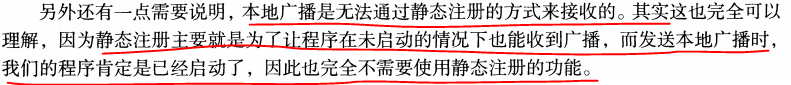 另外还有一点需要说明，本地广播是无法通过静态注册的方式来接收的。其实这也完全可以
理解，因为静态注册主要就是为了让程序在未启动的情况下也能收到广播，而发送本地广播时，
我们的程序肯定是已经启动了，因此也完全不需要使用静态注册的功能。